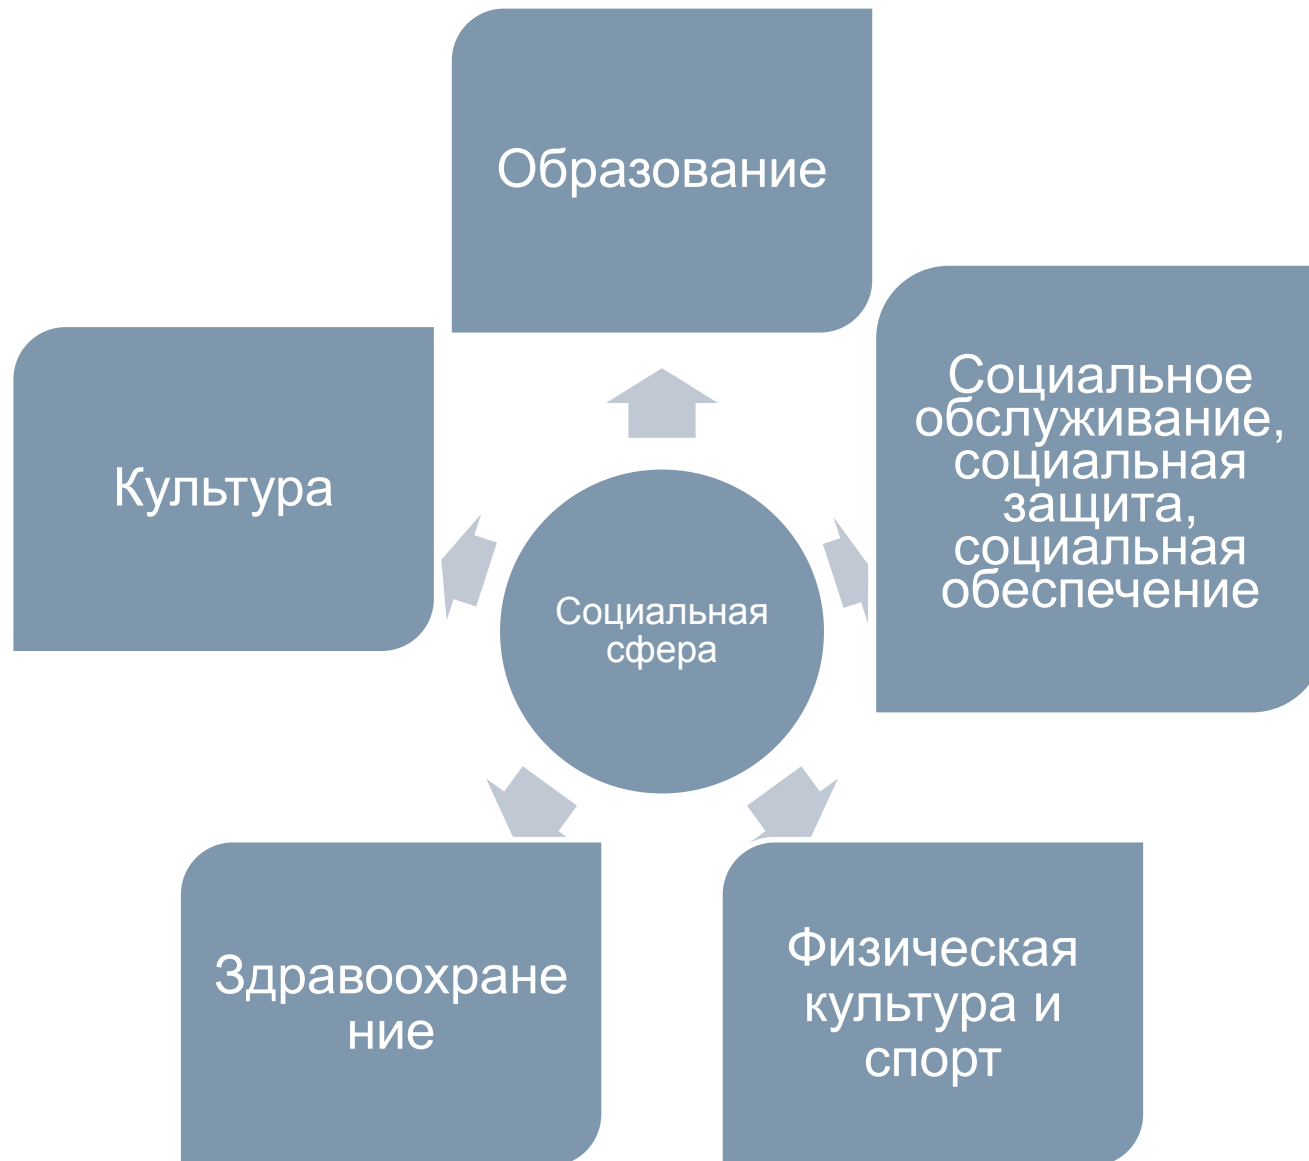 Образование
Социальное
обслуживание,
социальная
защита,
социальная
обеспечение
Культура
Социальная
сфера
Здравоохране
ние
Физическая
культура и
спорт